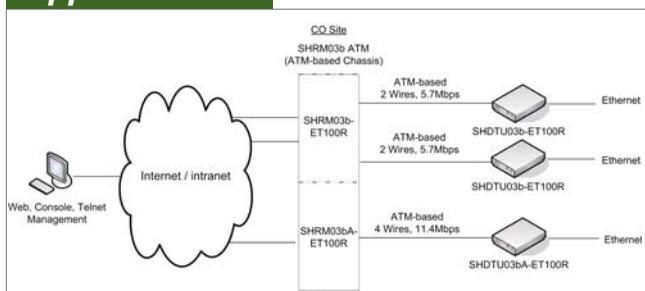 CO Site
SHRM03b ATM
(ATM-based Chassis)
ATM-based
2 Wires, 5.7Mbps
Ethernet
SHRM03b-
ET100R
SHDTU03b-ET100R
ATM-based
2 Wires, 5.7Mbps
Ethernet
Internet / intranet
SHDTU03b-ET100R
Web, Console, Telnet
Management
ATM-based
4 Wires, 11.4Mbps
SHRM03bA-
ET100R
Ethernet
SHDTU03bA-ET100R